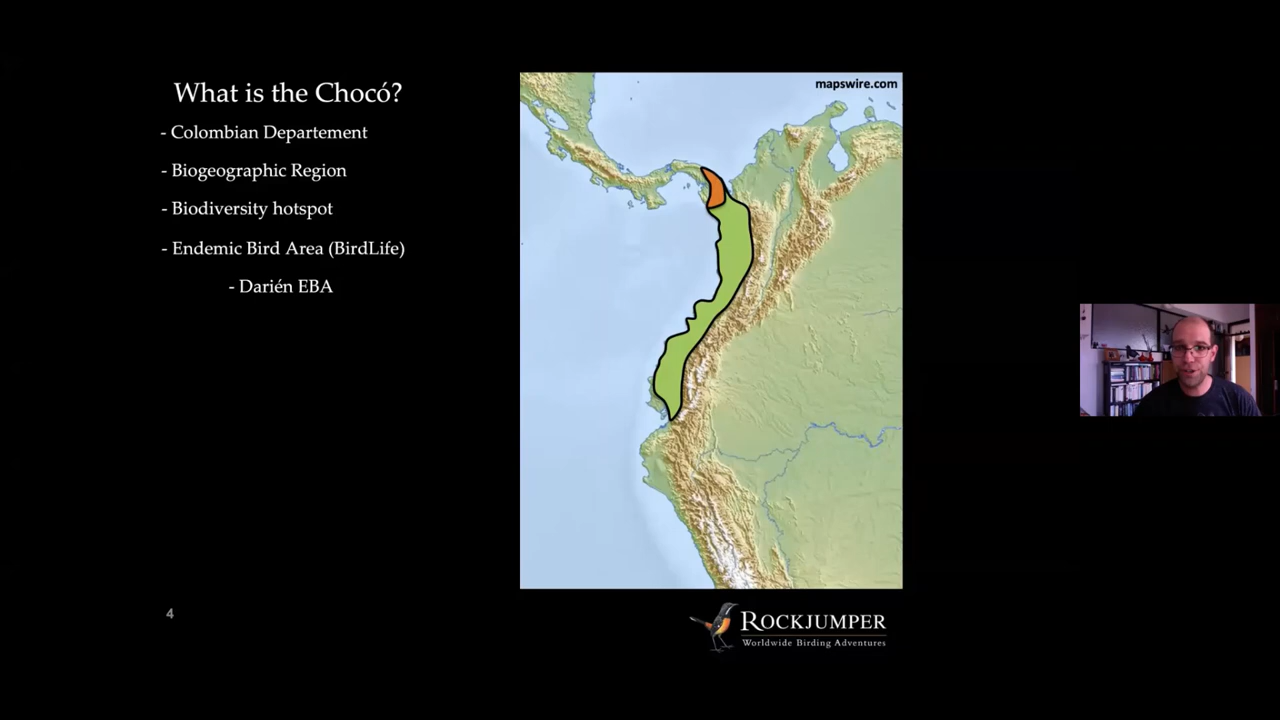 What is the Chocó?
- Colombian Departement
- Biogeographic Region
- Biodiversity hotspot
- Endemic Bird Area (BirdLife)
- Darién EBA
mapswire.com
4
ROCKJUMPER
Worldwide Birding Adventures